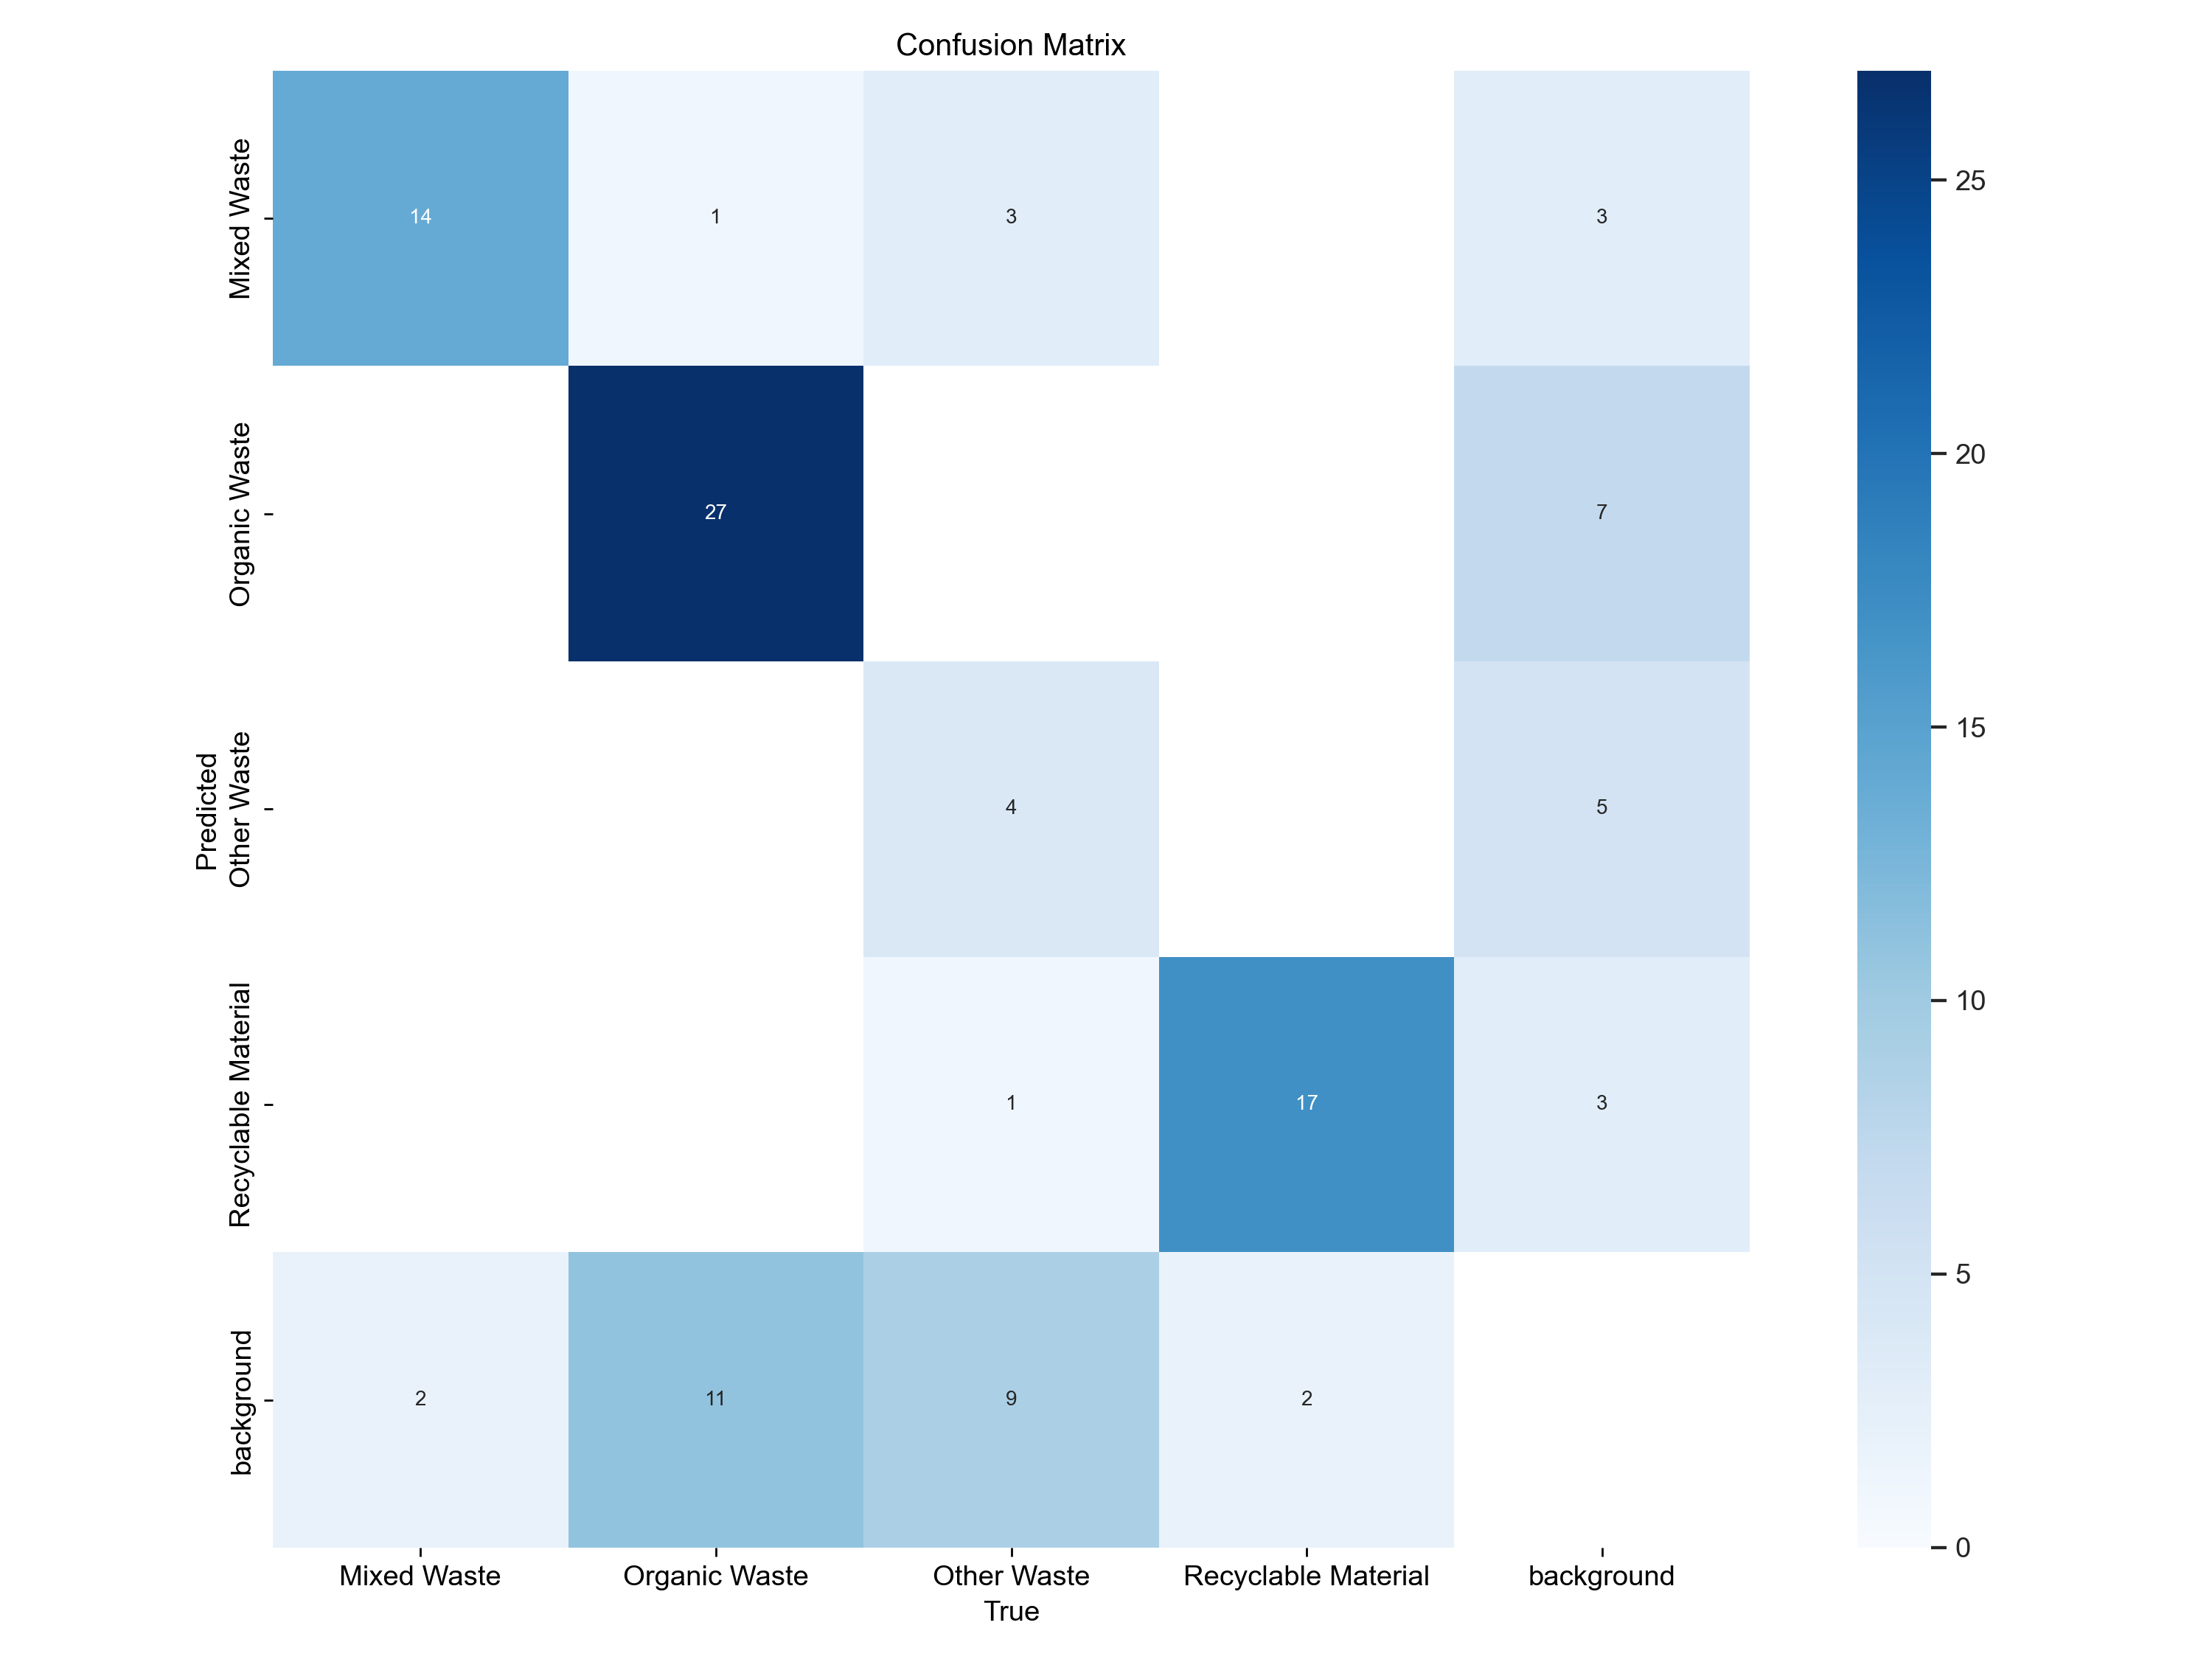 Confusion Matrix
Mixed Waste
14
1
3
3
25
Organic Waste
27
7
20
Predicted
Other Waste
4
5
15
Recyclable Material
1
17
3
10
background
2
11
9
2
5
0
Mixed Waste
Organic Waste
Other Waste
Recyclable Material
background
True